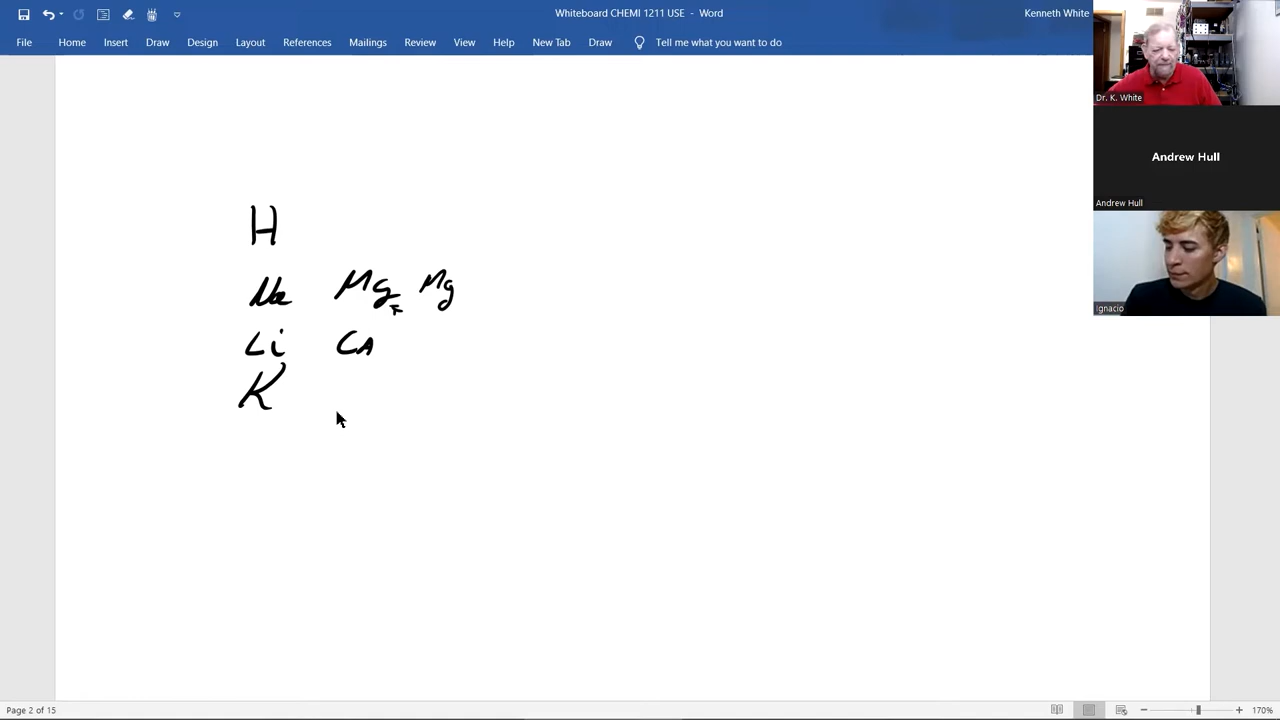 Whiteboard CHEMI 1211 USE - Word
Kenneth White
File Home Insert Draw Design Layout References Mailings Review View Help New Tab Draw Tell me what you want to do
Dr. K. White
Andrew Hull
Andrew Hull
Ignacio
H
Na Mg Mg
Li CA
K
Page 2 of 15
170%